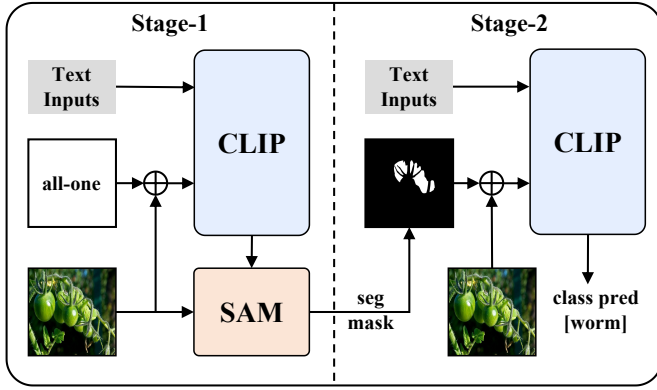 Stage-1
Stage-2
Text
Inputs
CLIP
all-one
SAM
seg
mask
Text
Inputs
CLIP
class pred
[worm]